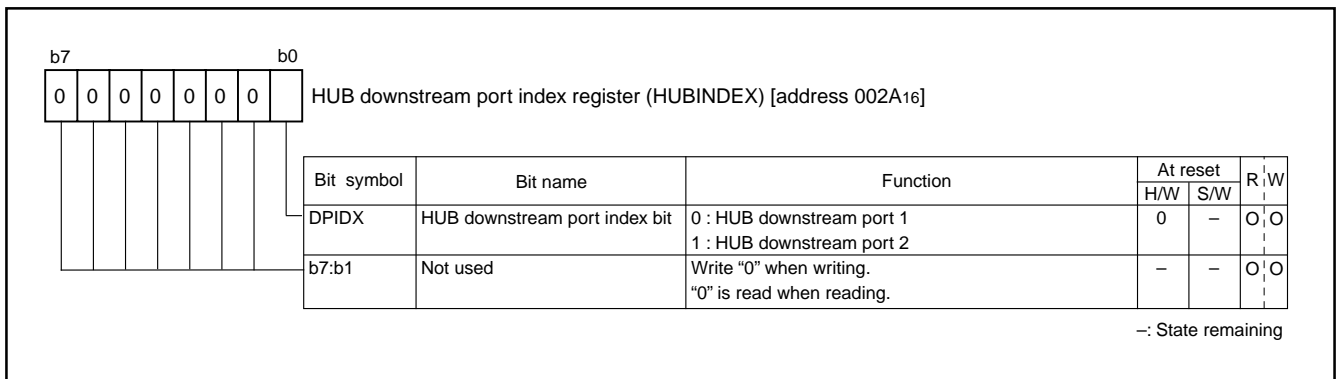 b7 b0
0 0 0 0 0 0 0 HUB downstream port index register (HUBINDEX) [address 002A16]
Bit symbol Bit name Function At reset R W
H/W S/W
DPIDX HUB downstream port index bit 0 : HUB downstream port 1 0 – O O
1 : HUB downstream port 2
b7:b1 Not used Write “0” when writing. – – O O
“0” is read when reading.
–: State remaining